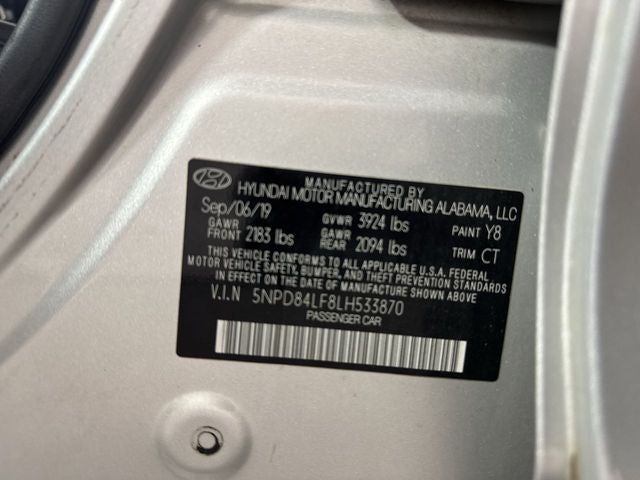 MANUFACTURED BY
HYUNDAI MOTOR MANUFACTURING ALABAMA, LLC
Sep/06/19 GVWR 3924 lbs PAINT Y8
GAWR FRONT 2183 lbs GAWR REAR 2094 lbs TRIM CT
THIS VEHICLE CONFORMS TO ALL APPLICABLE U.S.A. FEDERAL
MOTOR VEHICLE SAFETY, BUMPER, AND THEFT PREVENTION STANDARDS
IN EFFECT ON THE DATE OF MANUFACTURE SHOWN ABOVE.
V.I.N 5NPD84LF8LH533870
PASSENGER CAR